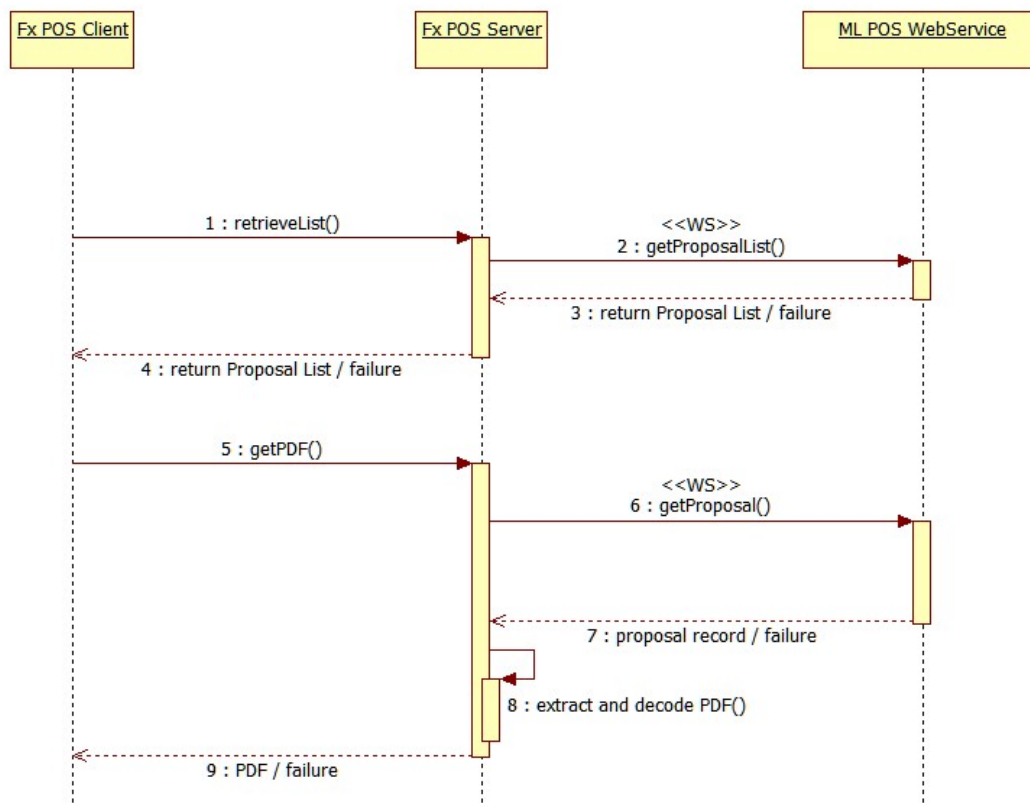 Fx POS Client
Fx POS Server
ML POS WebService
1 : retrieveList()
<<WS>>
2 : getProposalList()
3 : return Proposal List / failure
4 : return Proposal List / failure
5 : getPDF()
<<WS>>
6 : getProposal()
7 : proposal record / failure
8 : extract and decode PDF()
9 : PDF / failure